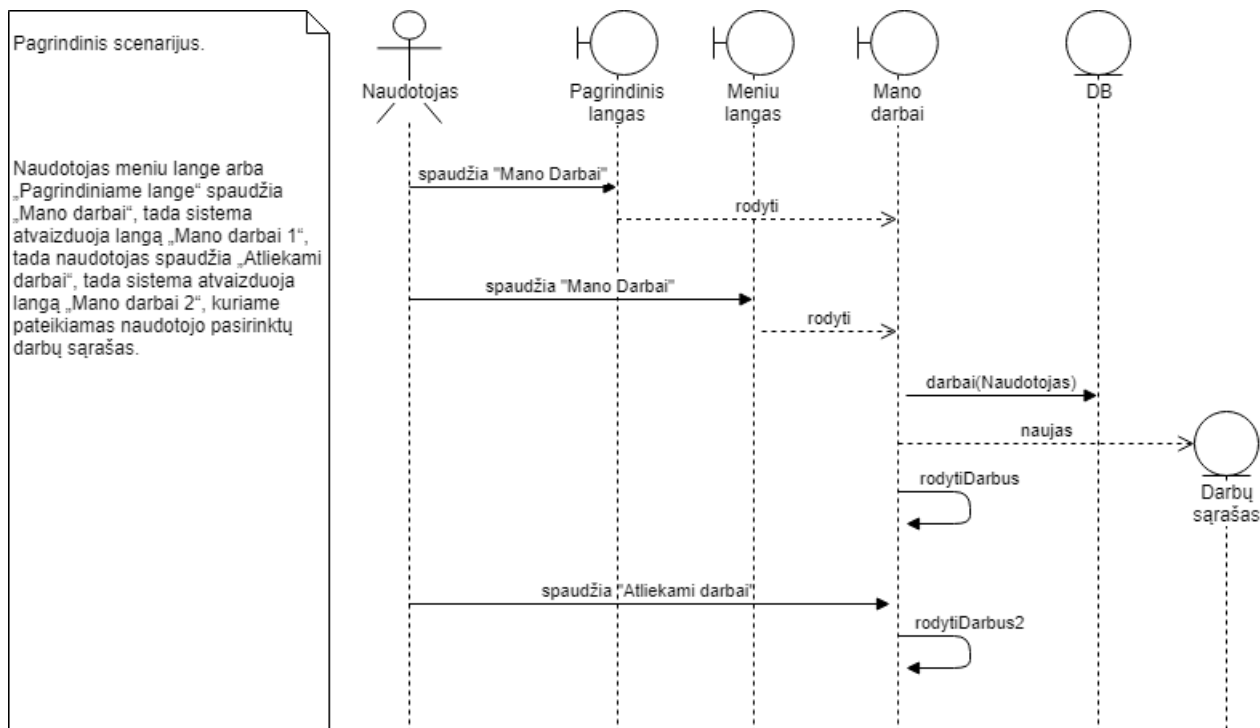 Pagrindinis scenarijus.
Naudotojas meniu lange arba
„Pagrindiniame lange“ spaudžia
„Mano darbai“, tada sistema
atvaizduoja langą „Mano darbai 1“,
tada naudotojas spaudžia „Atliekami
darbai“, tada sistema atvaizduoja
langą „Mano darbai 2“, kuriame
pateikiamas naudotojo pasirinktų
darbų sąrašas.
Naudotojas
Pagrindinis
langas
Meniu
langas
Mano
darbai
DB
spaudžia "Mano Darbai"
rodyti
spaudžia "Mano Darbai"
rodyti
darbai(Naudotojas)
naujas
Darbų
sąrašas
rodytiDarbus
spaudžia "Atliekami darbai"
rodytiDarbus2